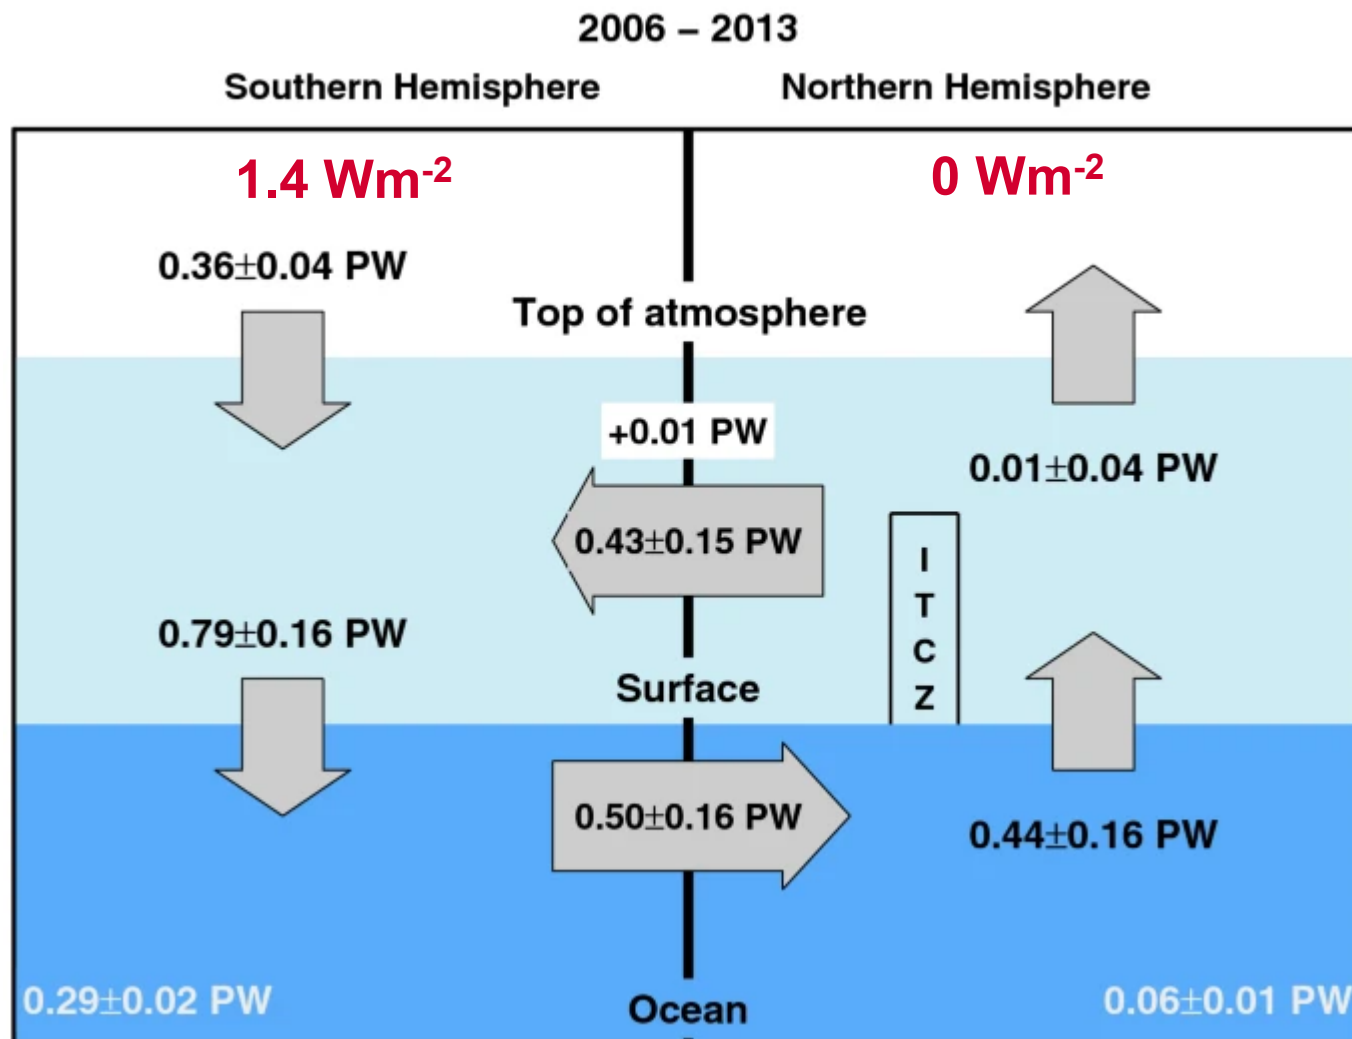 2006 – 2013
Southern Hemisphere
Northern Hemisphere
1.4 Wm⁻²
0 Wm⁻²
0.36±0.04 PW
Top of atmosphere
+0.01 PW
0.01±0.04 PW
0.43±0.15 PW
I
T
C
Z
0.79±0.16 PW
Surface
0.50±0.16 PW
0.44±0.16 PW
0.29±0.02 PW
Ocean
0.06±0.01 PW